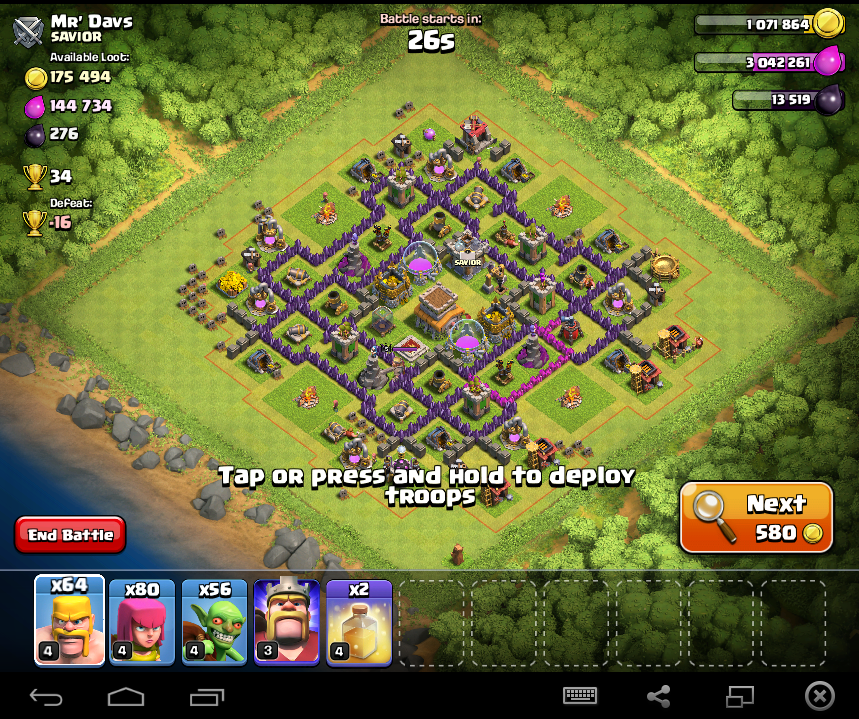 Mr' Davs
SAVIOR
Available Loot:
175 494
144 734
276
34
Defeat:
-16
Battle starts in:
26s
1 071 864
3 042 261
13 519
SAVIOR
Tap or press and hold to deploy
troops
End Battle
Next
580
x64
4
x80
4
x56
4
3
x2
4